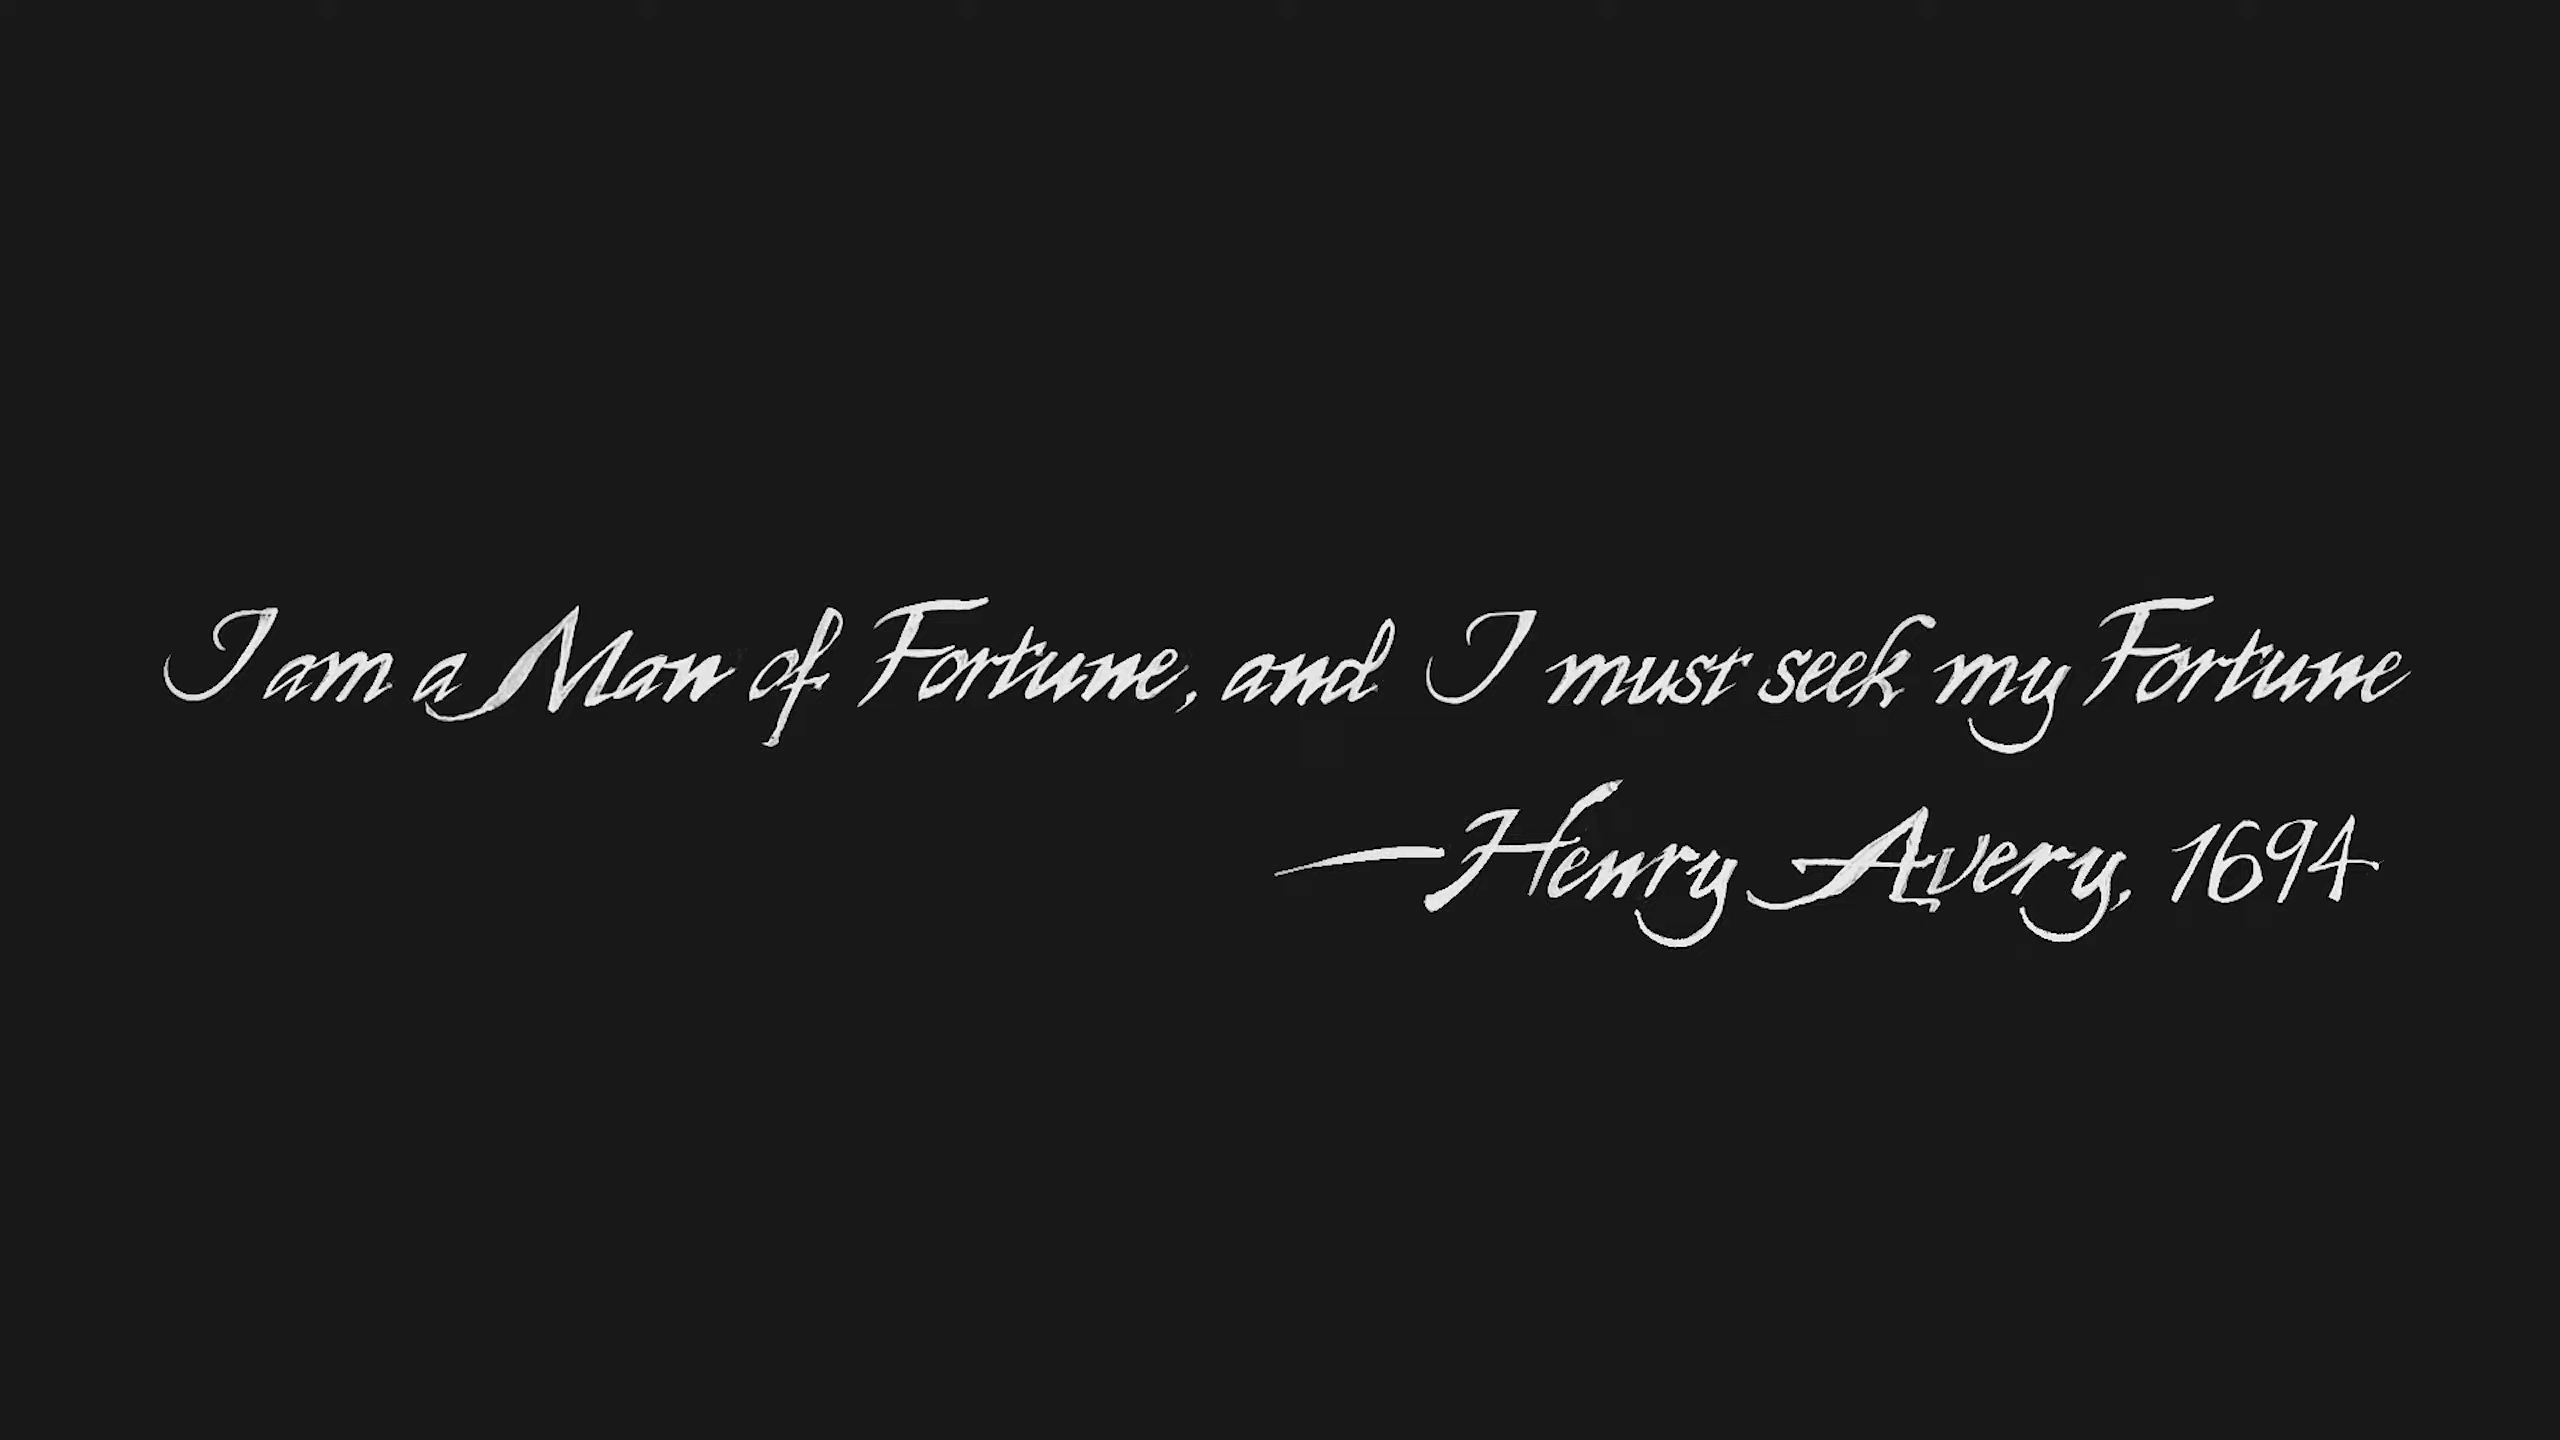 I am a Man of Fortune, and I must seek my Fortune
—Henry Avery, 1694